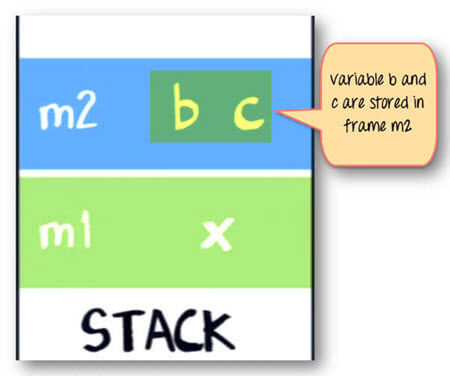 m2 b c
variable b and
c are stored in
frame m2
m1 x
STACK